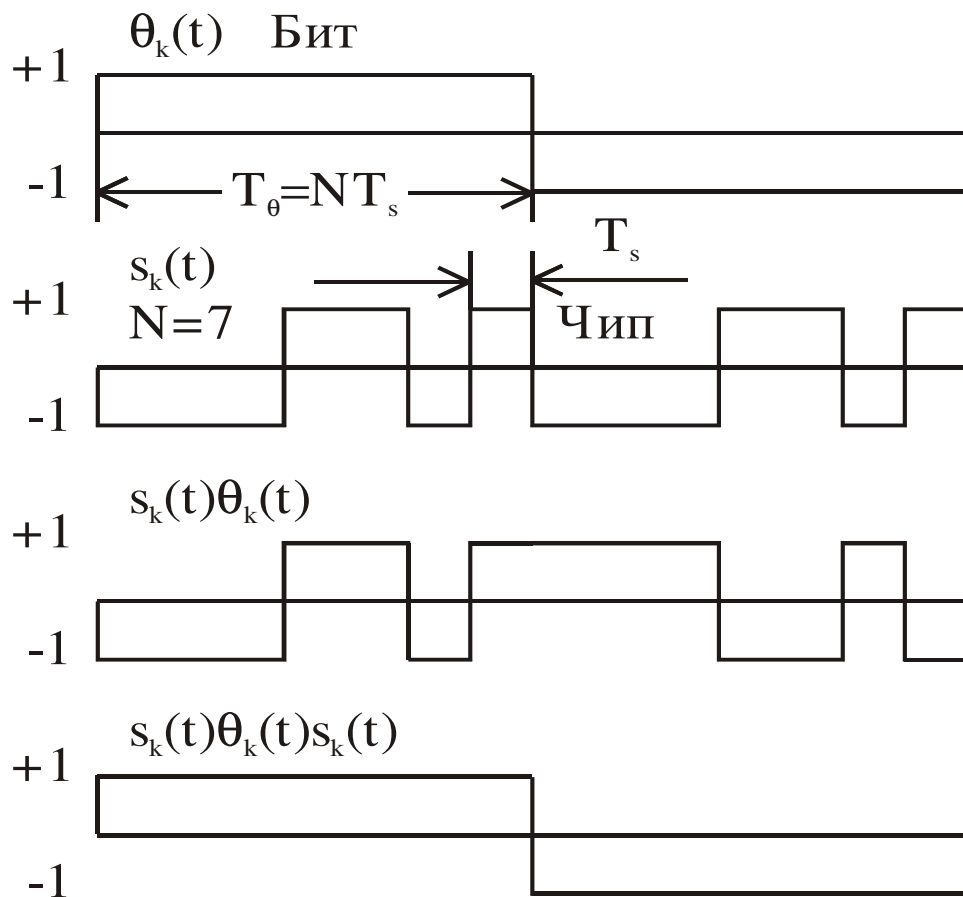 θₖ(t) Бит
+1
-1
T_θ=NTₛ
Tₛ
sₖ(t)
+1
N=7
Чип
-1
sₖ(t)θₖ(t)
+1
-1
sₖ(t)θₖ(t)sₖ(t)
+1
-1